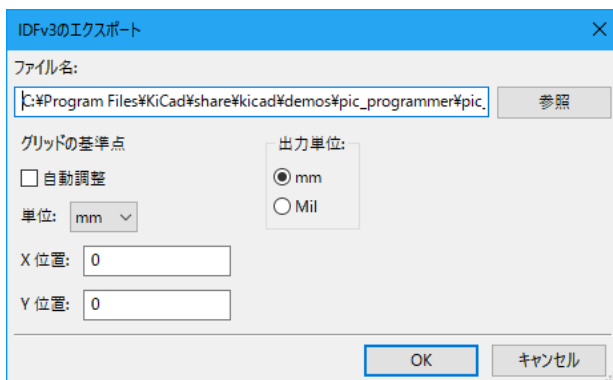 IDFv3のエクスポート
ファイル名:
C:¥Program Files¥KiCad¥share¥kicad¥demos¥pic_programmer¥pic_
参照
グリッドの基準点
出力単位:
自動調整
mm
単位: mm
Mil
X 位置: 0
Y 位置: 0
OK
キャンセル